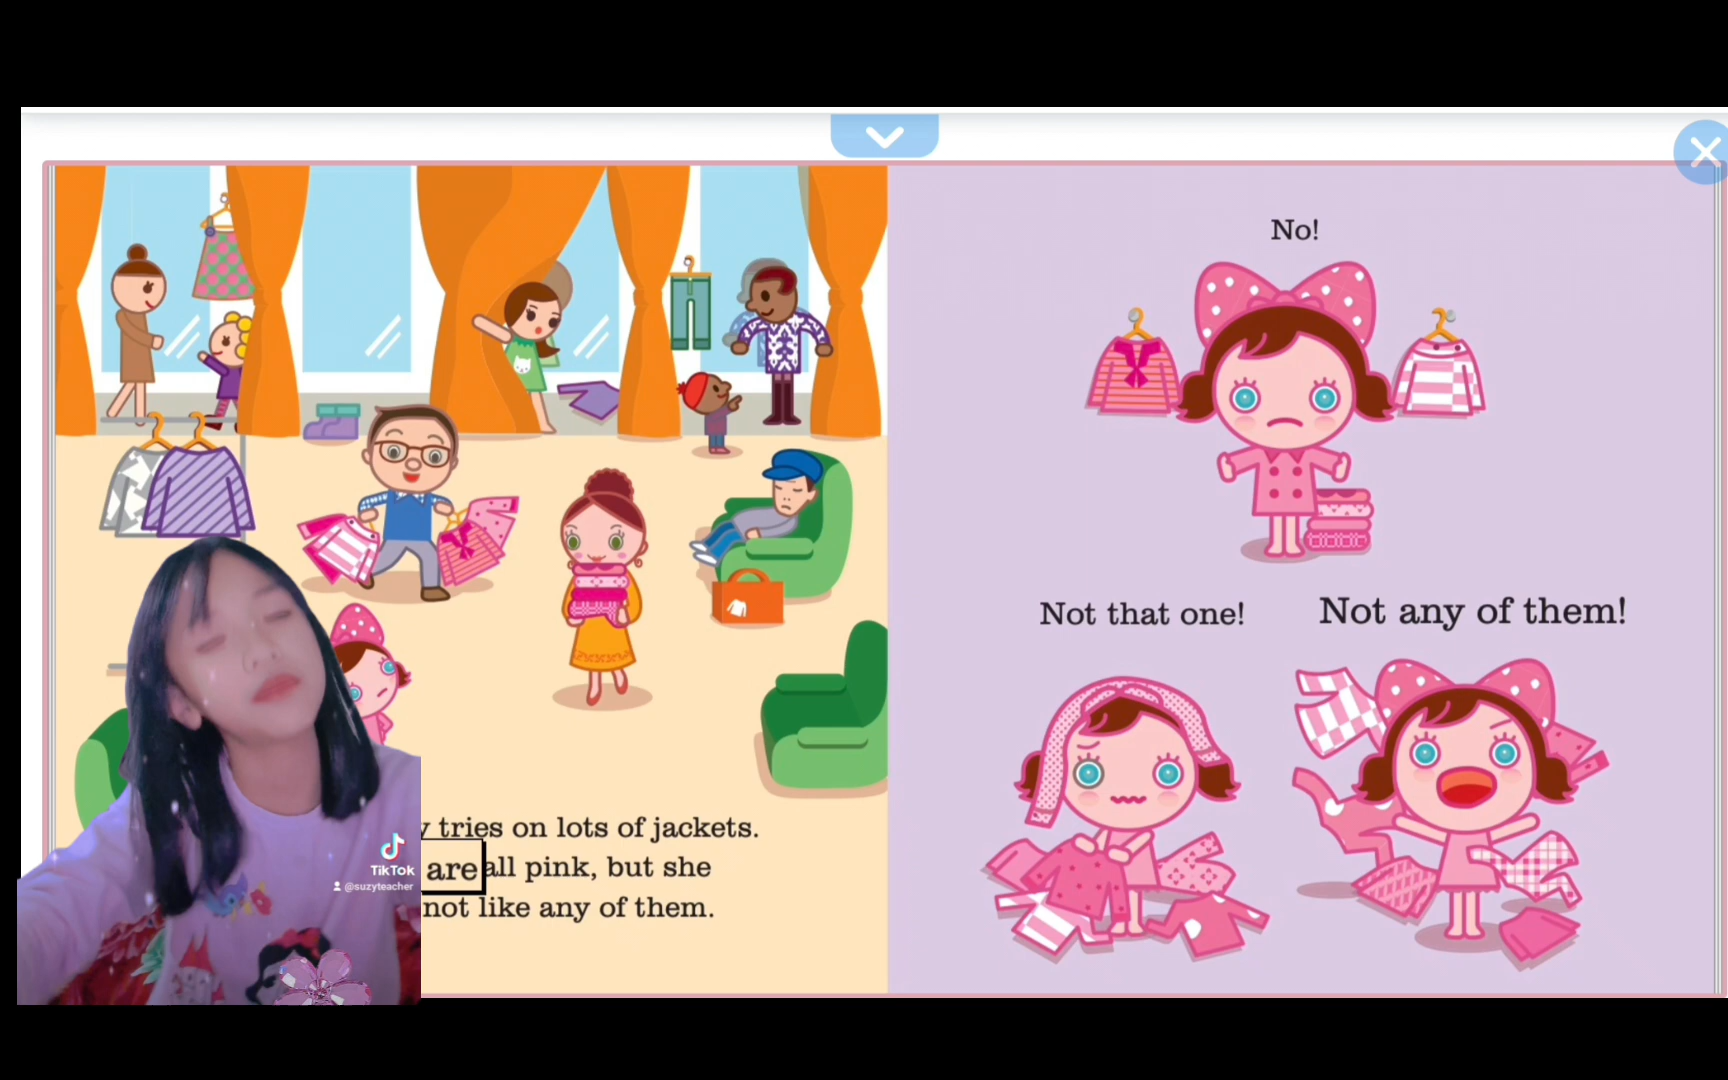 No!
Not that one!
Not any of them!
tries on lots of jackets.
are all pink, but she
not like any of them.
TikTok
@suzyteacher